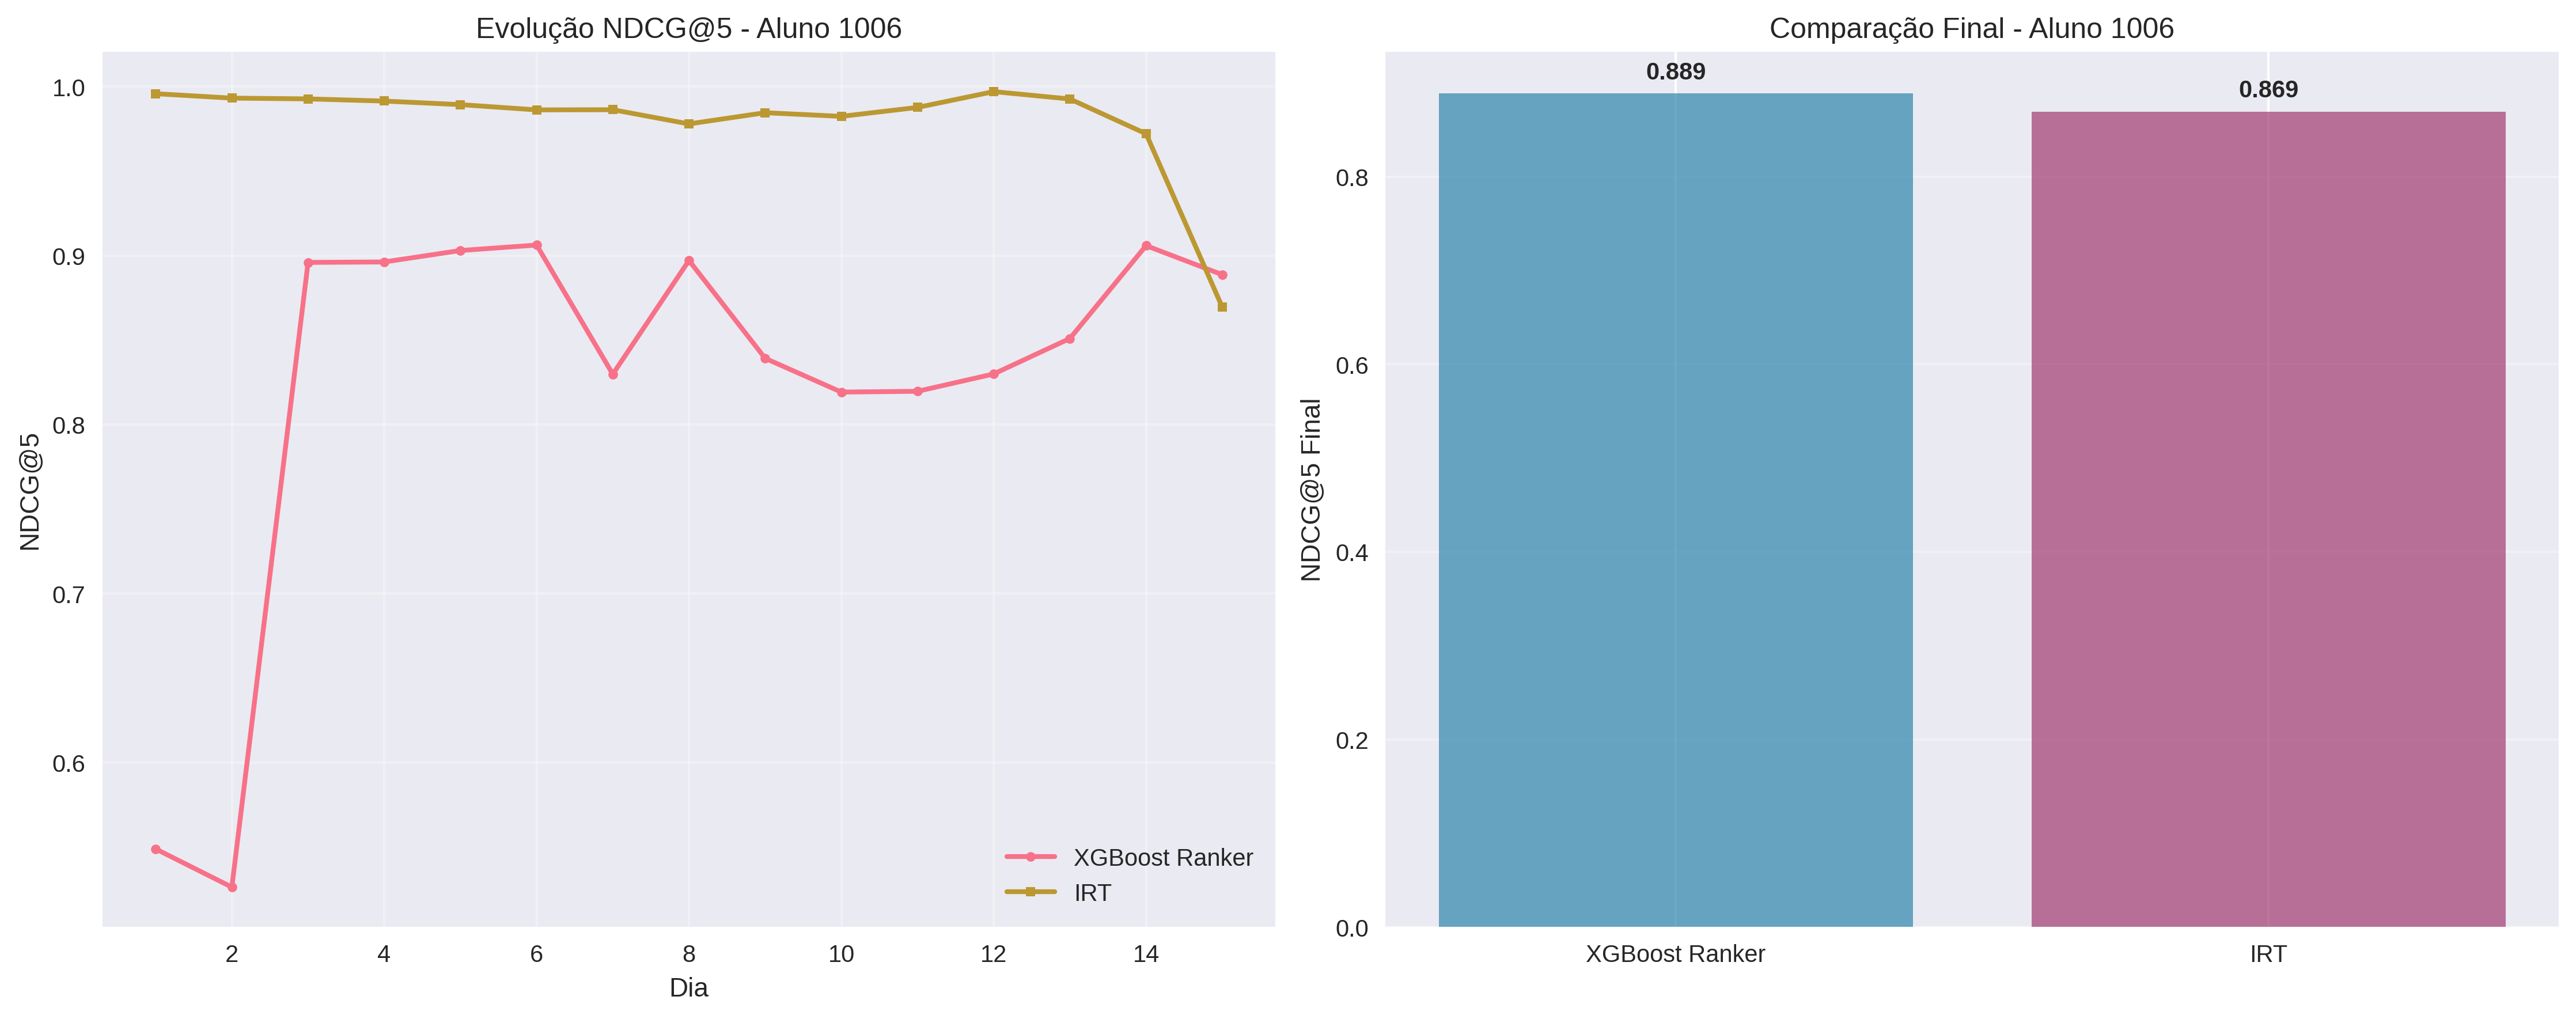 Evolução NDCG@5 - Aluno 1006
NDCG@5
1.0
0.9
0.8
0.7
0.6
2
4
6
8
10
12
14
Dia
XGBoost Ranker
IRT
Comparação Final - Aluno 1006
NDCG@5 Final
0.8
0.6
0.4
0.2
0.0
0.889
0.869
XGBoost Ranker
IRT